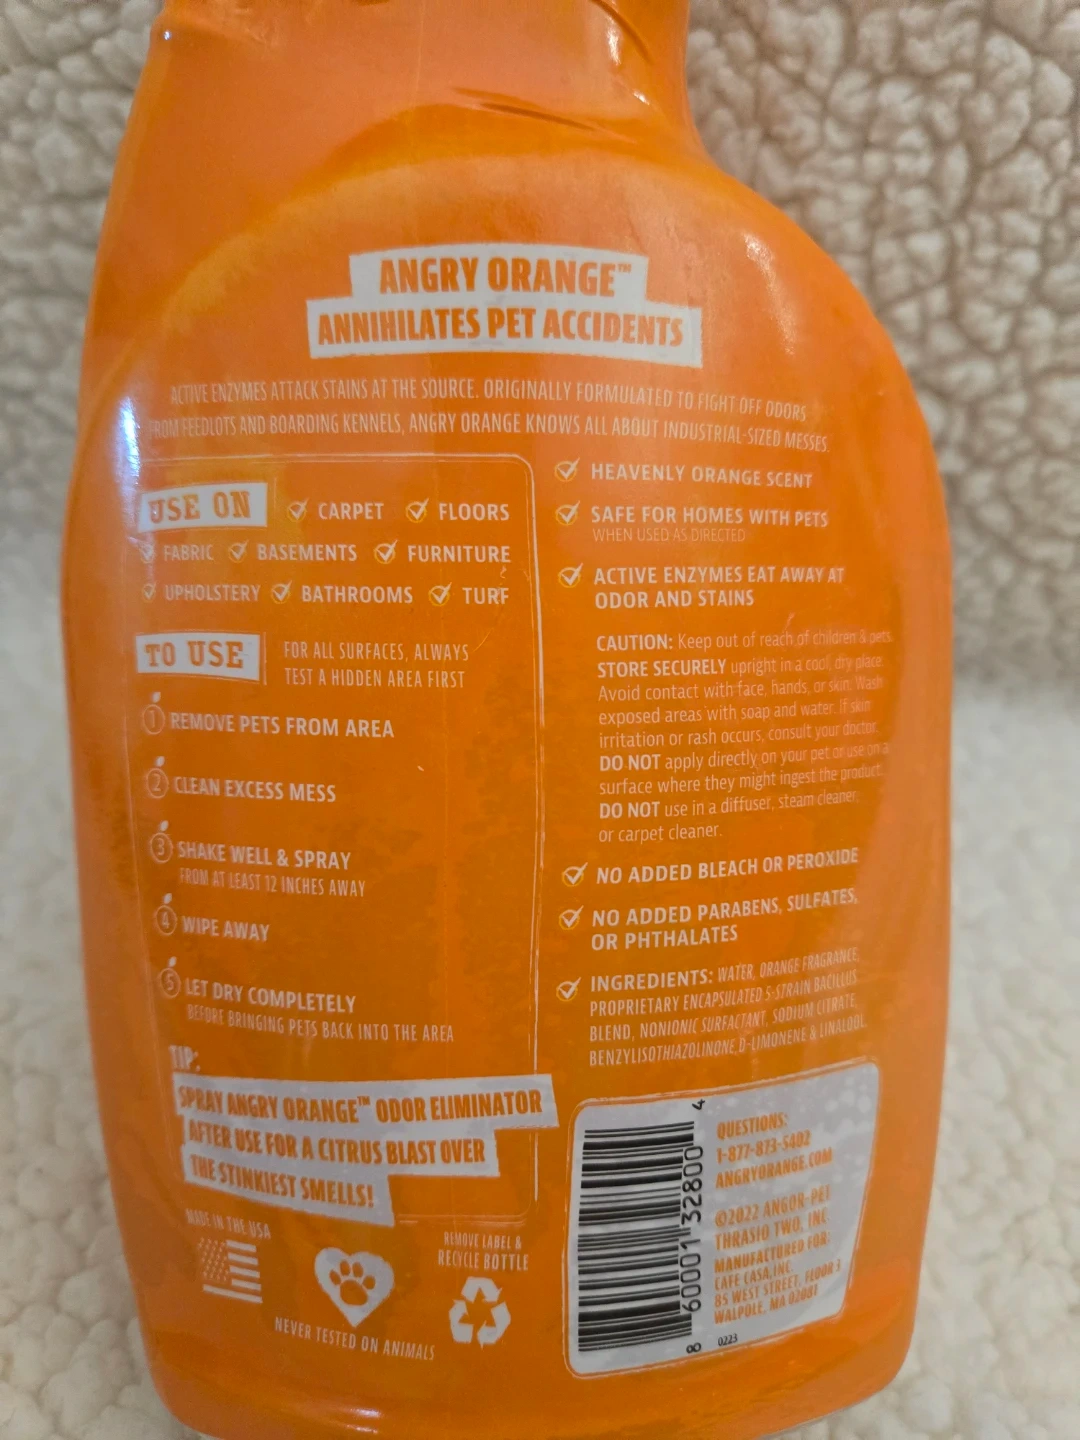 ANGRY ORANGE™
ANNIHILATES PET ACCIDENTS
ACTIVE ENZYMES ATTACK STAINS AT THE SOURCE. ORIGINALLY FORMULATED TO FIGHT OFF ODORS
FROM FEEDLOTS AND BOARDING KENNELS, ANGRY ORANGE KNOWS ALL ABOUT INDUSTRIAL-SIZED MESSES.
USE ON CARPET FLOORS
FABRIC BASEMENTS FURNITURE
UPHOLSTERY BATHROOMS TURF
TO USE
FOR ALL SURFACES, ALWAYS
TEST A HIDDEN AREA FIRST
1 REMOVE PETS FROM AREA
2 CLEAN EXCESS MESS
3 SHAKE WELL & SPRAY
FROM AT LEAST 12 INCHES AWAY
4 WIPE AWAY
5 LET DRY COMPLETELY
BEFORE BRINGING PETS BACK INTO THE AREA
TIP:
SPRAY ANGRY ORANGE™ ODOR ELIMINATOR
AFTER USE FOR A CITRUS BLAST OVER
THE STINKIEST SMELLS!
MADE IN THE USA
NEVER TESTED ON ANIMALS
REMOVE LABEL &
RECYCLE BOTTLE
HEAVENLY ORANGE SCENT
SAFE FOR HOMES WITH PETS
WHEN USED AS DIRECTED
ACTIVE ENZYMES EAT AWAY AT
ODOR AND STAINS
CAUTION: Keep out of reach of children & pets.
STORE SECURELY upright in a cool, dry place.
Avoid contact with face, hands, or skin. Wash
exposed areas with soap and water. If skin
irritation or rash occurs, consult your doctor.
DO NOT apply directly on your pet or use on a
surface where they might ingest the product.
DO NOT use in a diffuser, steam cleaner,
or carpet cleaner.
NO ADDED BLEACH OR PEROXIDE
NO ADDED PARABENS, SULFATES,
OR PHTHALATES
INGREDIENTS: WATER, ORANGE FRAGRANCE,
PROPRIETARY ENCAPSULATED 5-STRAIN BACILLUS
BLEND, NONIONIC SURFACTANT, SODIUM CITRATE,
BENZYLISOTHIAZOLINONE, D-LIMONENE & LINALOOL.
8 60001 32800 4
QUESTIONS:
1-877-873-5402
ANGRYORANGE.COM
©2022 ANGOR-PET
THRASIO TWO, INC.
MANUFACTURED FOR:
CAFE CASA, INC.
85 WEST STREET, FLOOR 3
WALPOLE, MA 02081
0223